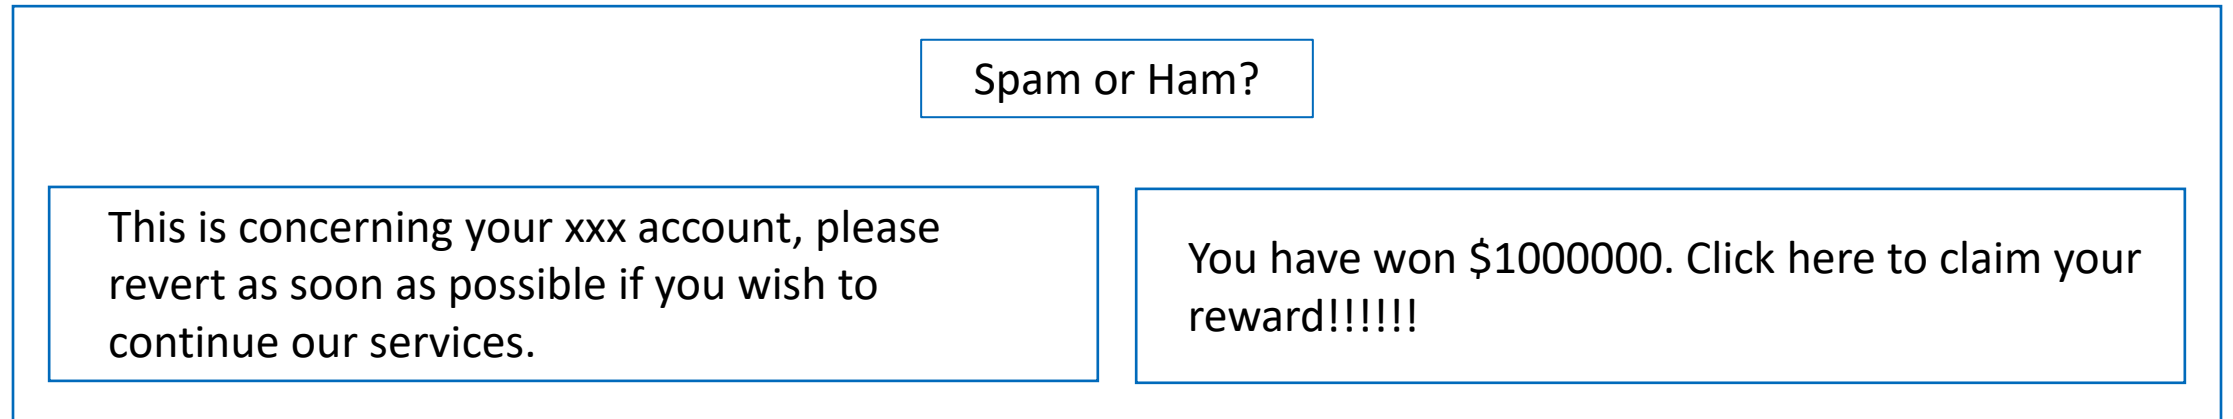 Spam or Ham?
This is concerning your xxx account, please
revert as soon as possible if you wish to
continue our services.
You have won $1000000. Click here to claim your
reward!!!!!!